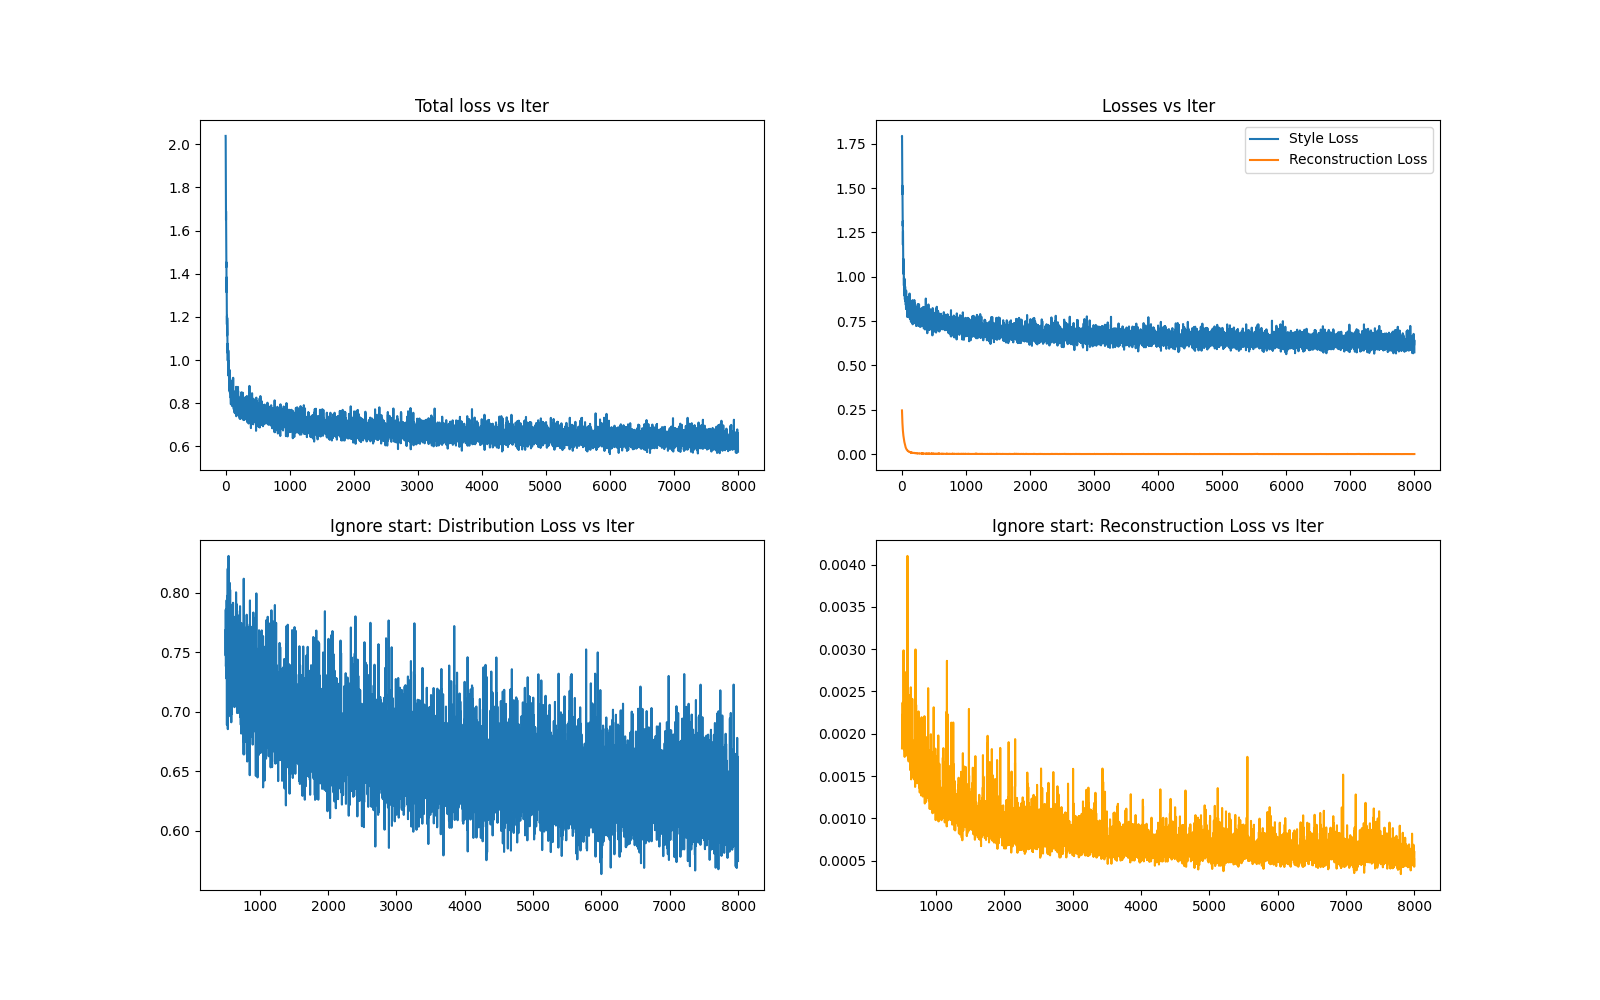 Total loss vs Iter
2.0
1.8
1.6
1.4
1.2
1.0
0.8
0.6
0 1000 2000 3000 4000 5000 6000 7000 8000
Losses vs Iter
Style Loss
Reconstruction Loss
1.75
1.50
1.25
1.00
0.75
0.50
0.25
0.00
0 1000 2000 3000 4000 5000 6000 7000 8000
Ignore start: Distribution Loss vs Iter
0.80
0.75
0.70
0.65
0.60
1000 2000 3000 4000 5000 6000 7000 8000
Ignore start: Reconstruction Loss vs Iter
0.0040
0.0035
0.0030
0.0025
0.0020
0.0015
0.0010
0.0005
1000 2000 3000 4000 5000 6000 7000 8000